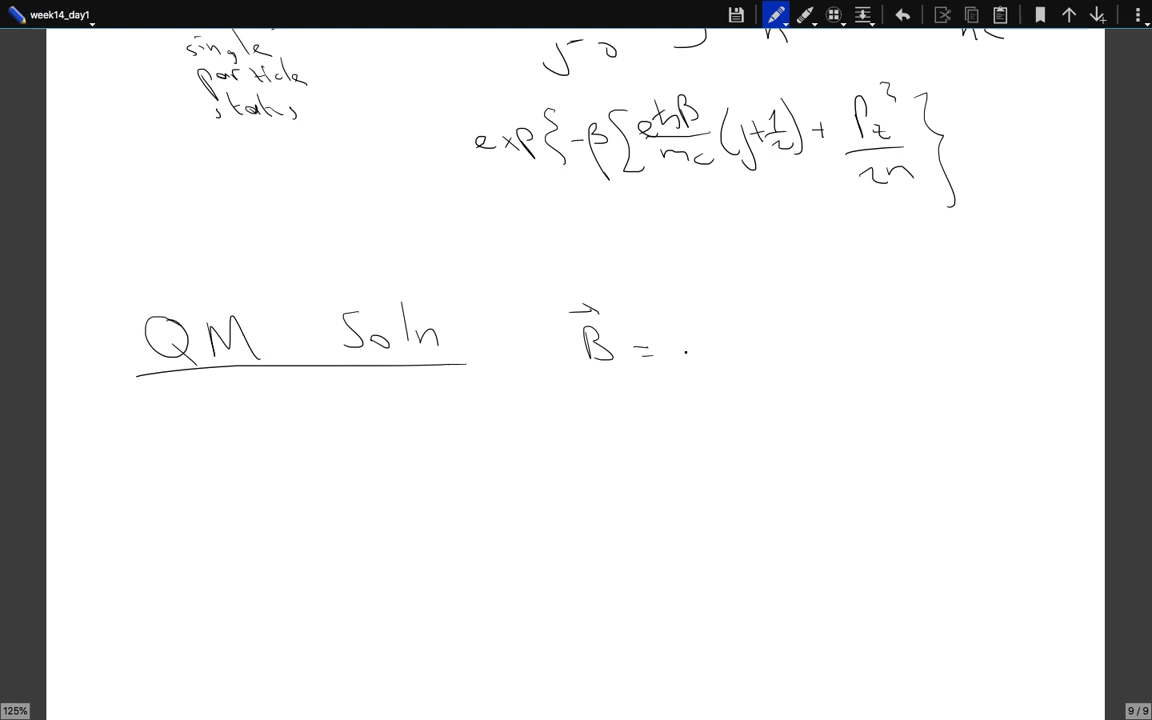 week14_day1
single
particle
states
exp{-β[eħB/mc (j+1/2) + P_z²/2m]}
QM Soln B⃗ = .
125%
9 / 9